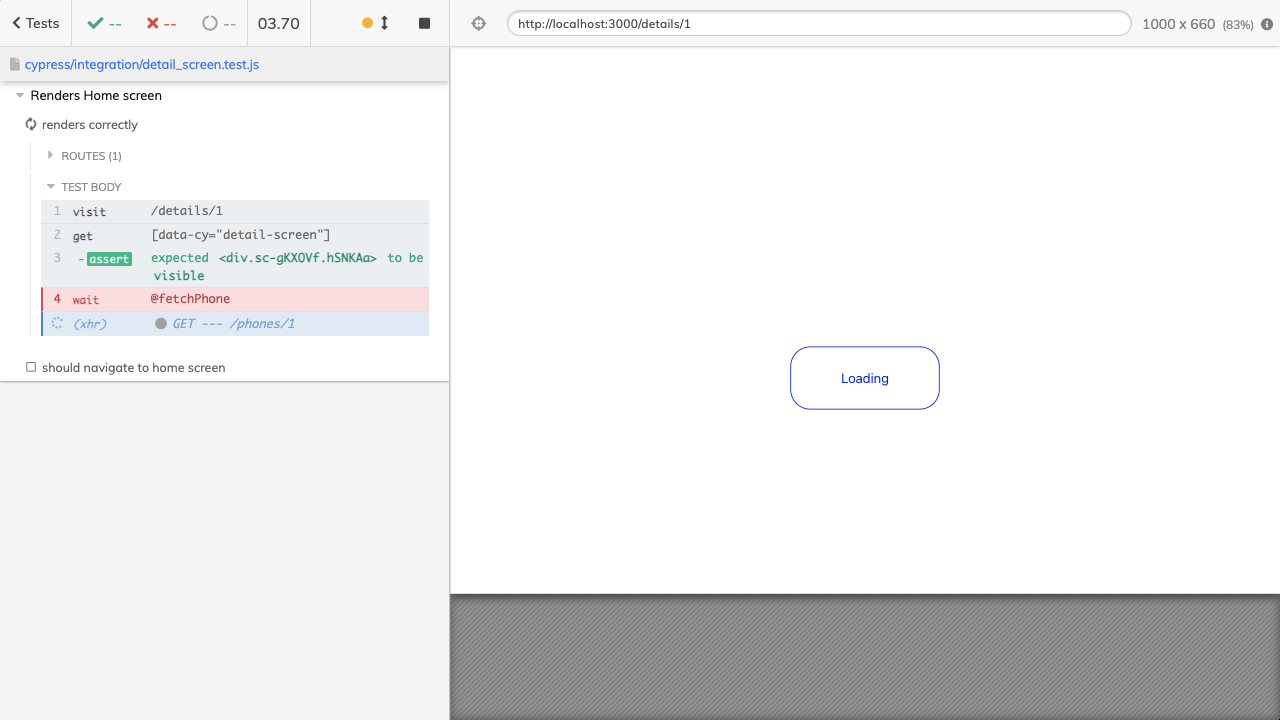 Tests -- -- -- 03.70
http://localhost:3000/details/1 1000 x 660 (83%)
cypress/integration/detail_screen.test.js
Renders Home screen
renders correctly
ROUTES (1)
TEST BODY
1 visit /details/1
2 get [data-cy="detail-screen"]
3 -assert expected <div.sc-gKXOVf.hSNKAa> to be
visible
4 wait @fetchPhone
(xhr) GET --- /phones/1
should navigate to home screen
Loading